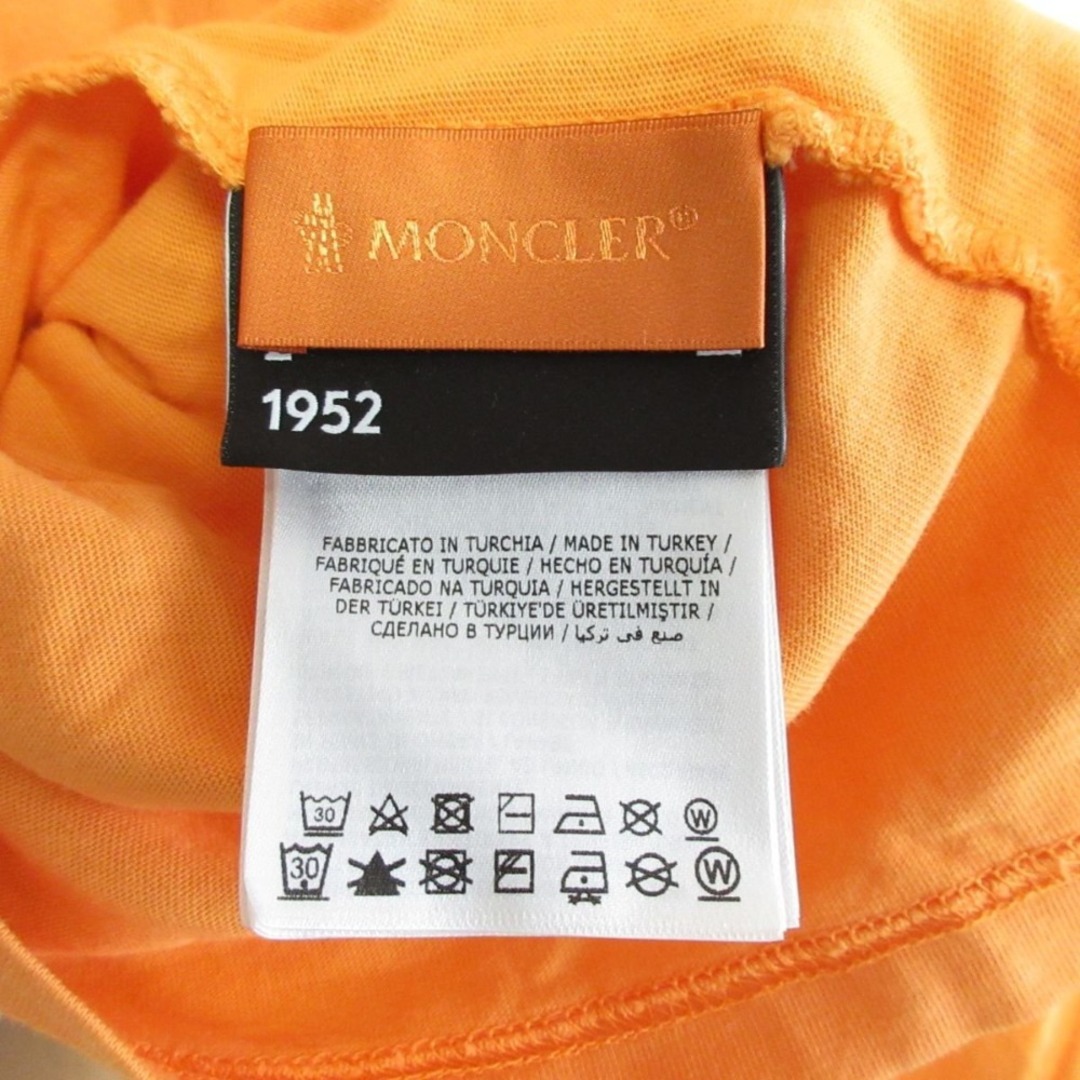 MONCLER®
1952
FABBRICATO IN TURCHIA / MADE IN TURKEY /
FABRIQUÉ EN TURQUIE / HECHO EN TURQUÍA /
FABRICADO NA TURQUIA / HERGESTELLT IN
DER TÜRKEI / TÜRKIYE'DE ÜRETILMIŞTIR /
СДЕЛАНО В ТУРЦИИ / صنع في تركيا
30 W
30 W